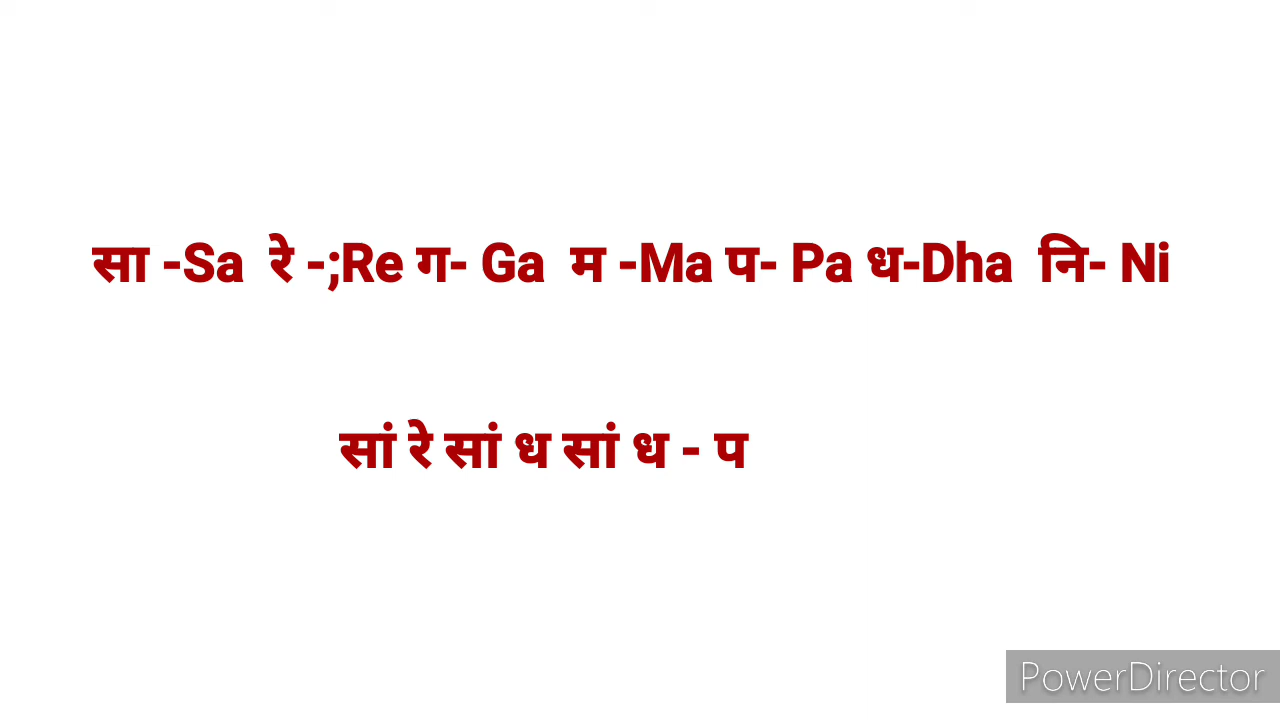 सा -Sa रे -;Re ग- Ga म -Ma प- Pa ध-Dha नि- Ni
सां रे सां ध सां ध - प
PowerDirector